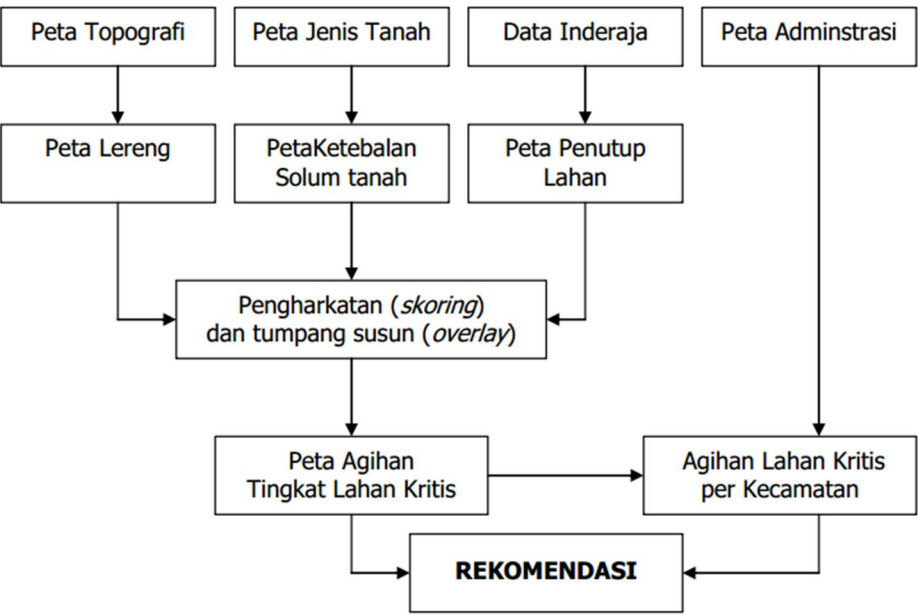 Peta Topografi
Peta Jenis Tanah
Data Inderaja
Peta Adminstrasi
Peta Lereng
PetaKetebalan
Solum tanah
Peta Penutup
Lahan
Pengharkatan (skoring)
dan tumpang susun (overlay)
Peta Agihan
Tingkat Lahan Kritis
Agihan Lahan Kritis
per Kecamatan
REKOMENDASI